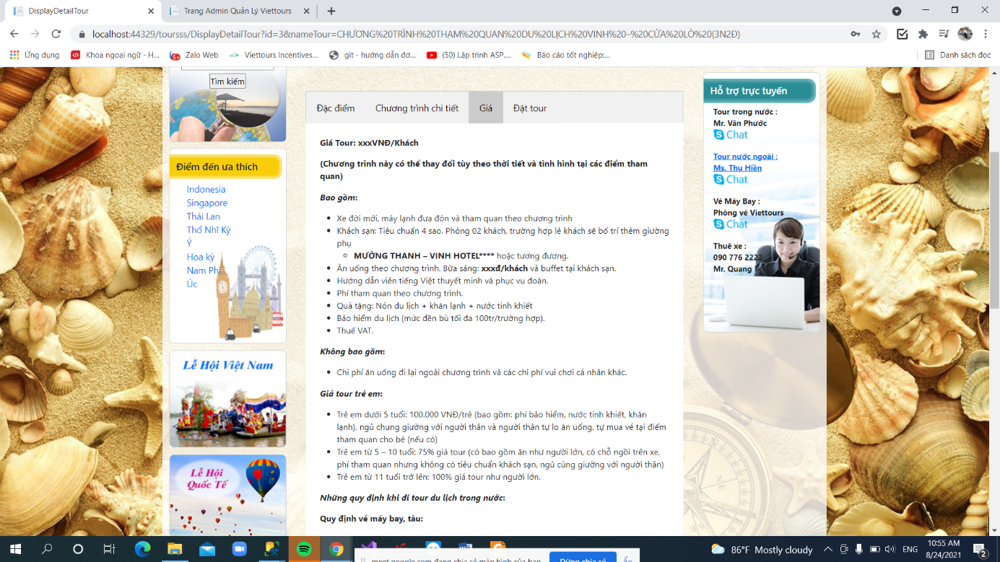 DisplayDetailTour
Trang Admin Quản Lý Viettours
localhost:44329/toursss/DisplayDetailTour?id=3&nameTour=CHƯƠNG%20TRÌNH%20THAM%20QUAN%20DU%20LỊCH%20VINH%20–%20CỬA%20LÒ%20(3N2Đ)
Ứng dụng
Khoa ngoại ngữ - H...
Zalo Web
Viettours Incentives...
git - hướng dẫn đơ...
(50) Lập trình ASP....
Báo cáo tốt nghiệp:...
Danh sách đọc
Tìm kiếm
Điểm đến ưa thích
Indonesia
Singapore
Thái Lan
Thổ Nhĩ Kỳ
Ý
Hoa kỳ
Nam Phi
Úc
Lễ Hội Việt Nam
Lễ Hội
Quốc Tế
Đặc điểm
Chương trình chi tiết
Giá
Đặt tour
Giá Tour: xxxVNĐ/Khách
(Chương trình này có thể thay đổi tùy theo thời tiết và tình hình tại các điểm tham
quan)
Bao gồm:
Xe đời mới, máy lạnh đưa đón và tham quan theo chương trình
Khách sạn: Tiêu chuẩn 4 sao. Phòng 02 khách, trường hợp lẻ khách sẽ bố trí thêm giường
phụ
MƯỜNG THANH – VINH HOTEL**** hoặc tương đương.
Ăn uống theo chương trình. Bữa sáng: xxxđ/khách và buffet tại khách sạn.
Hướng dẫn viên tiếng Việt thuyết minh và phục vụ đoàn.
Phí tham quan theo chương trình.
Quà tặng: Nón du lịch + khăn lạnh + nước tinh khiết
Bảo hiểm du lịch (mức đền bù tối đa 100tr/trường hợp).
Thuế VAT.
Không bao gồm:
Chi phí ăn uống đi lại ngoài chương trình và các chi phí vui chơi cá nhân khác.
Giá tour trẻ em:
Trẻ em dưới 5 tuổi: 100.000 VNĐ/trẻ (bao gồm: phí bảo hiểm, nước tinh khiết, khăn
lạnh), ngủ chung giường với người thân và người thân tự lo ăn uống, tự mua vé tại điểm
tham quan cho bé (nếu có)
Trẻ em từ 5 – 10 tuổi: 75% giá tour (có bao gồm ăn như người lớn, có chỗ ngồi trên xe,
phí tham quan nhưng không có tiêu chuẩn khách sạn, ngủ cùng giường với người thân)
Trẻ em từ 11 tuổi trở lên: 100% giá tour như người lớn.
Những quy định khi đi tour du lịch trong nước:
Quy định vé máy bay, tàu:
Hỗ trợ trực tuyến
Tour trong nước :
Mr. Văn Phước
Chat
Tour nước ngoài :
Ms. Thu Hiền
Chat
Vé Máy Bay :
Phòng vé Viettours
Chat
Thuê xe :
090 776 2222
Mr. Quang
meet.google.com đang chia sẻ màn hình của bạn.
Dừng chia sẻ
Ẩn
86°F Mostly cloudy
ENG
10:55 AM
8/24/2021
2